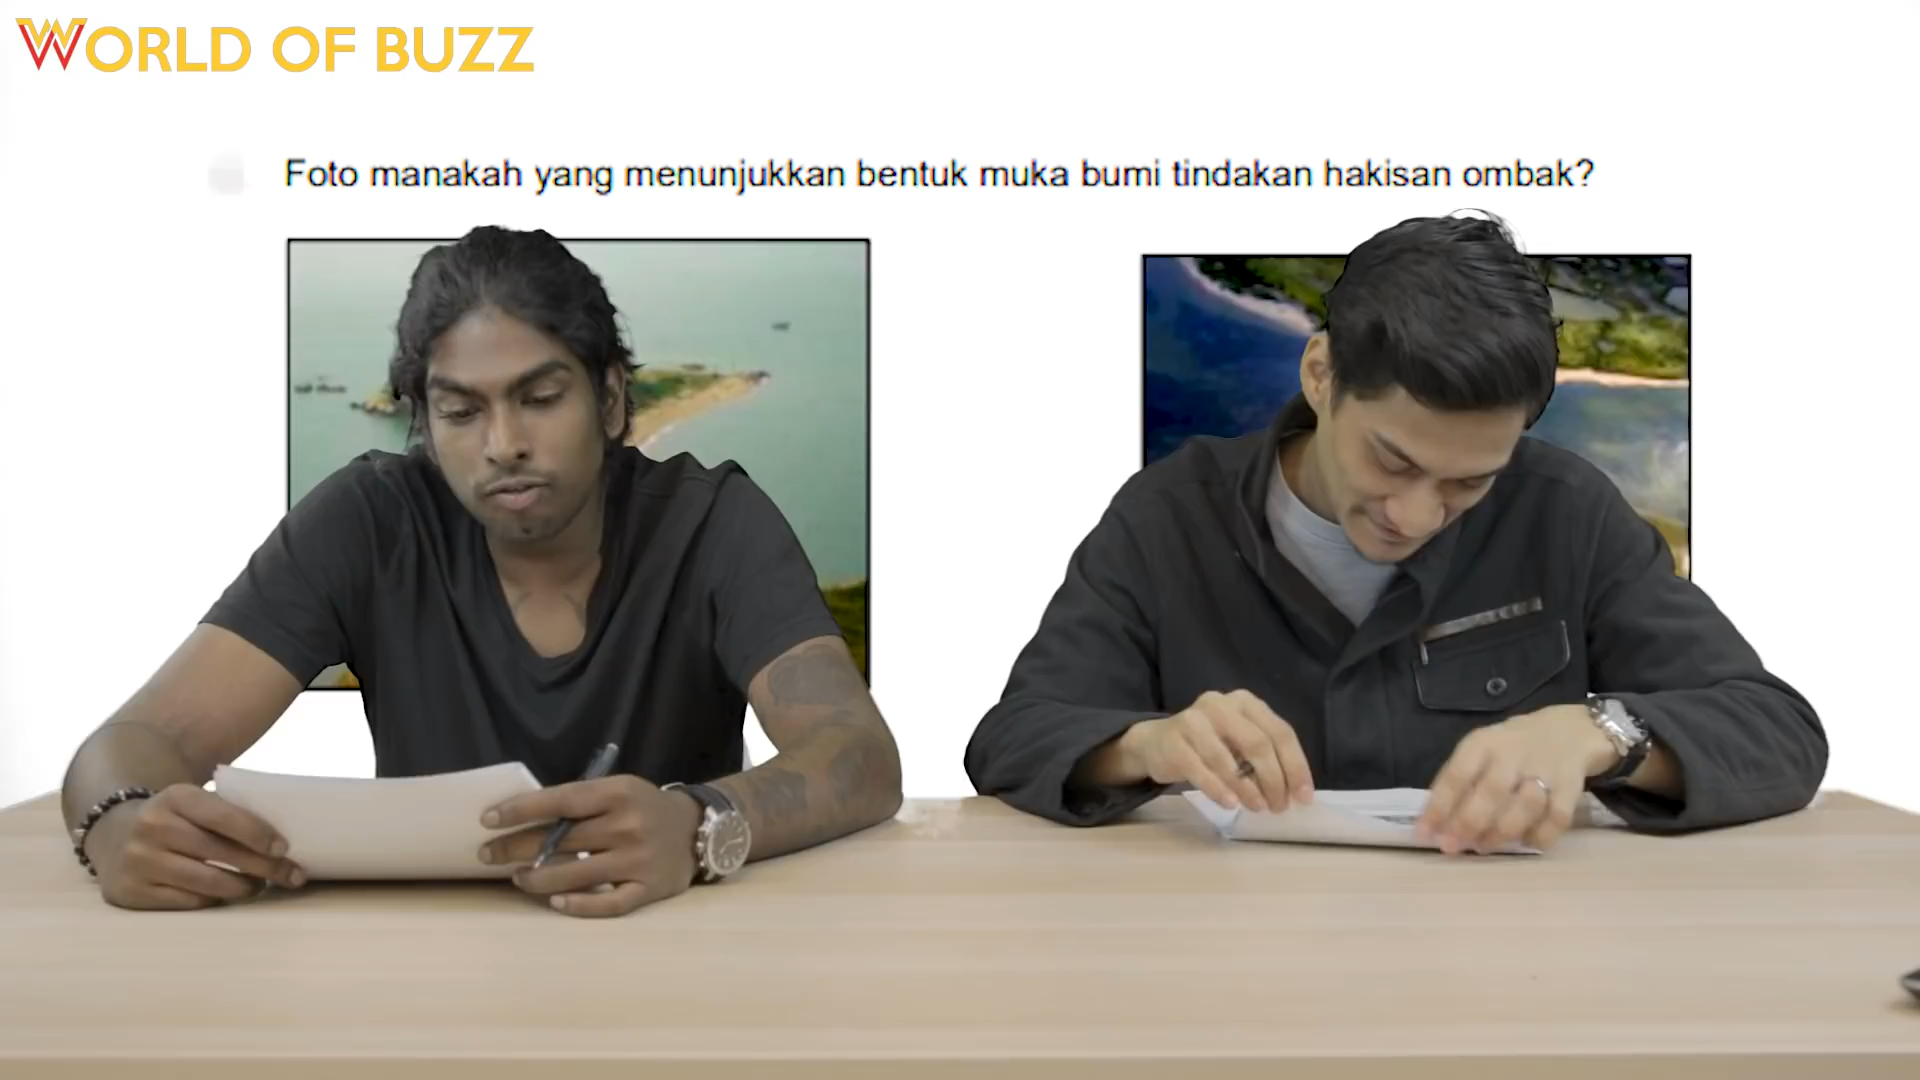 WORLD OF BUZZ
Foto manakah yang menunjukkan bentuk muka bumi tindakan hakisan ombak?